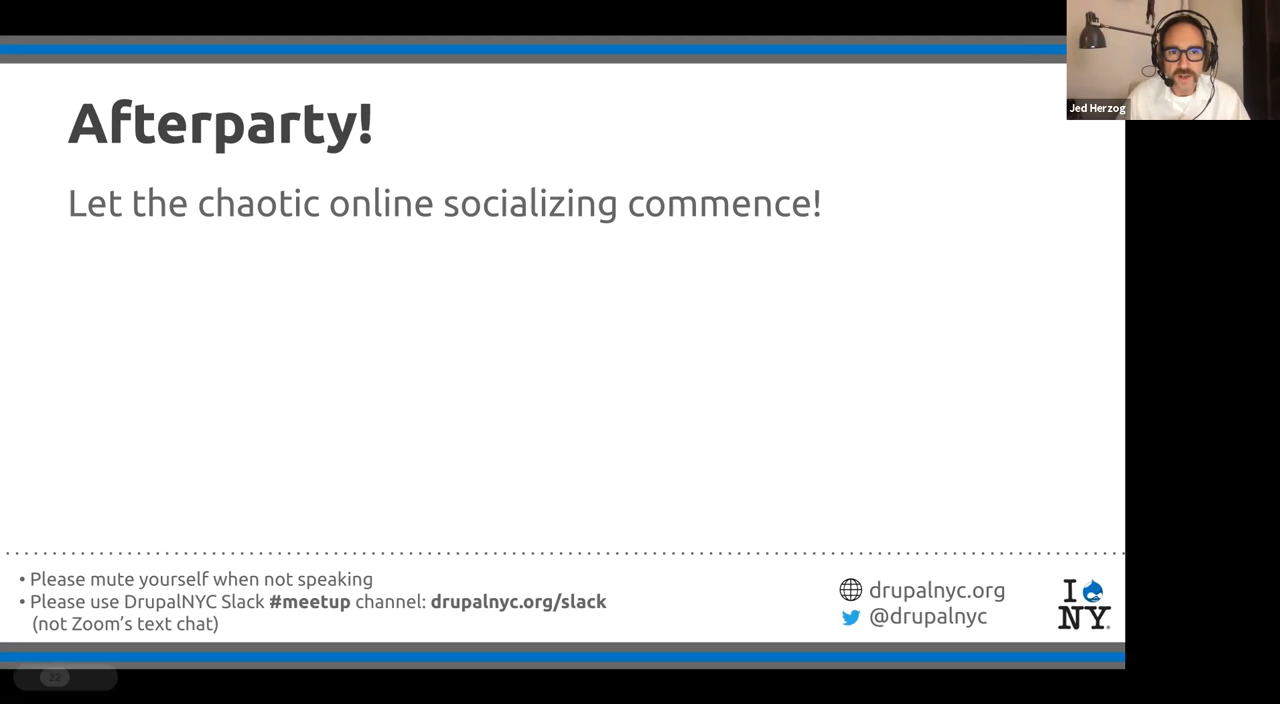 Jed Herzog
Afterparty!
Let the chaotic online socializing commence!
• Please mute yourself when not speaking
• Please use DrupalNYC Slack #meetup channel: drupalnyc.org/slack
(not Zoom’s text chat)
drupalnyc.org
@drupalnyc
I
NY®
22